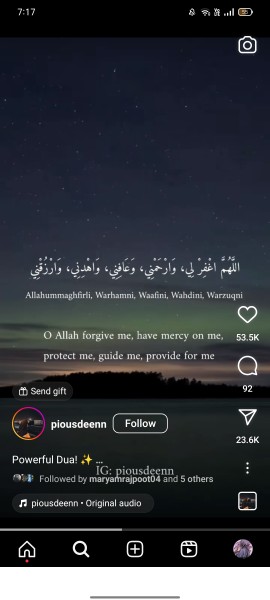 7:17
اللَّهُمَّ اغْفِرْ لِي، وَارْحَمْنِي، وَعَافِنِي، وَاهْدِنِي، وَارْزُقْنِي
Allahummaghfirli, Warhamni, Waafini, Wahdini, Warzuqni
O Allah forgive me, have mercy on me,
protect me, guide me, provide for me
53.5K
92
Send gift
piousdeenn Follow
23.6K
Powerful Dua! ✨ ...
IG: piousdeenn
Followed by maryamrajpoot04 and 5 others
piousdeenn • Original audio